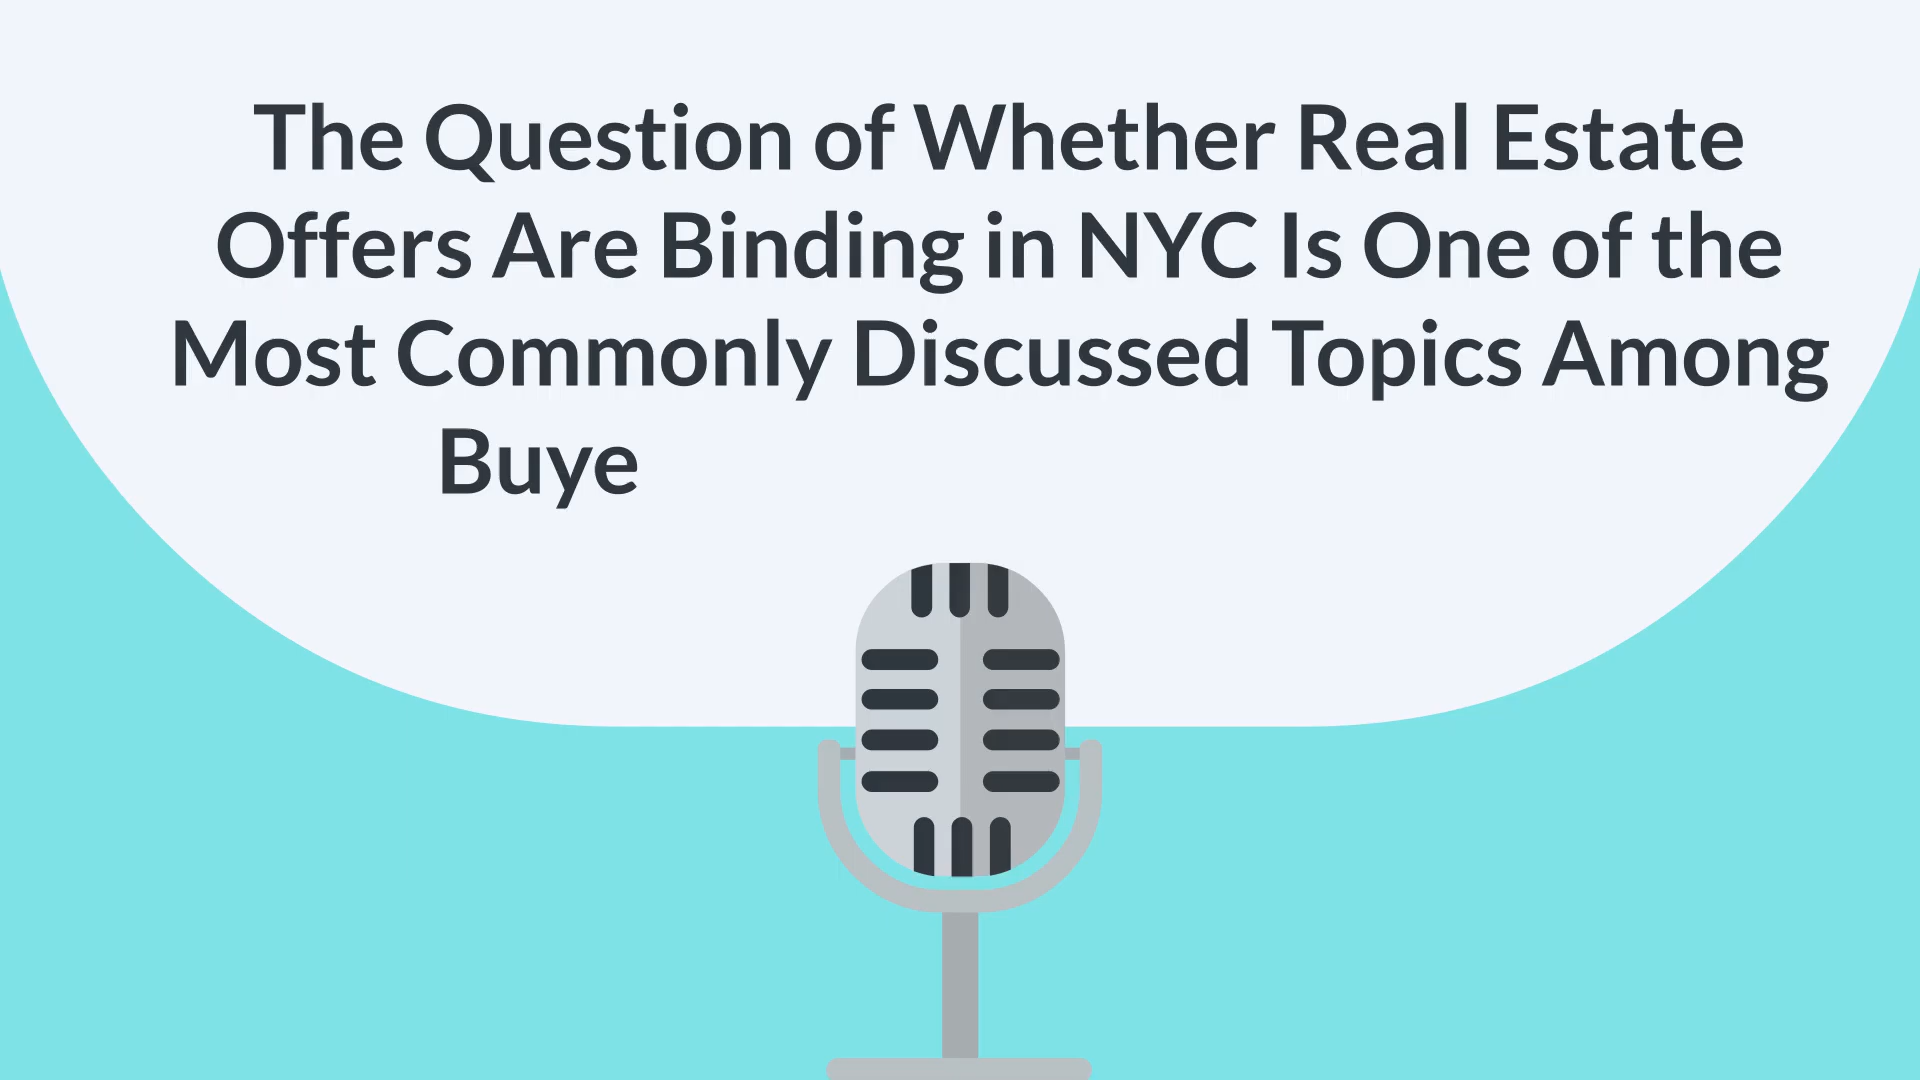 The Question of Whether Real Estate
Offers Are Binding in NYC Is One of the
Most Commonly Discussed Topics Among
Buye